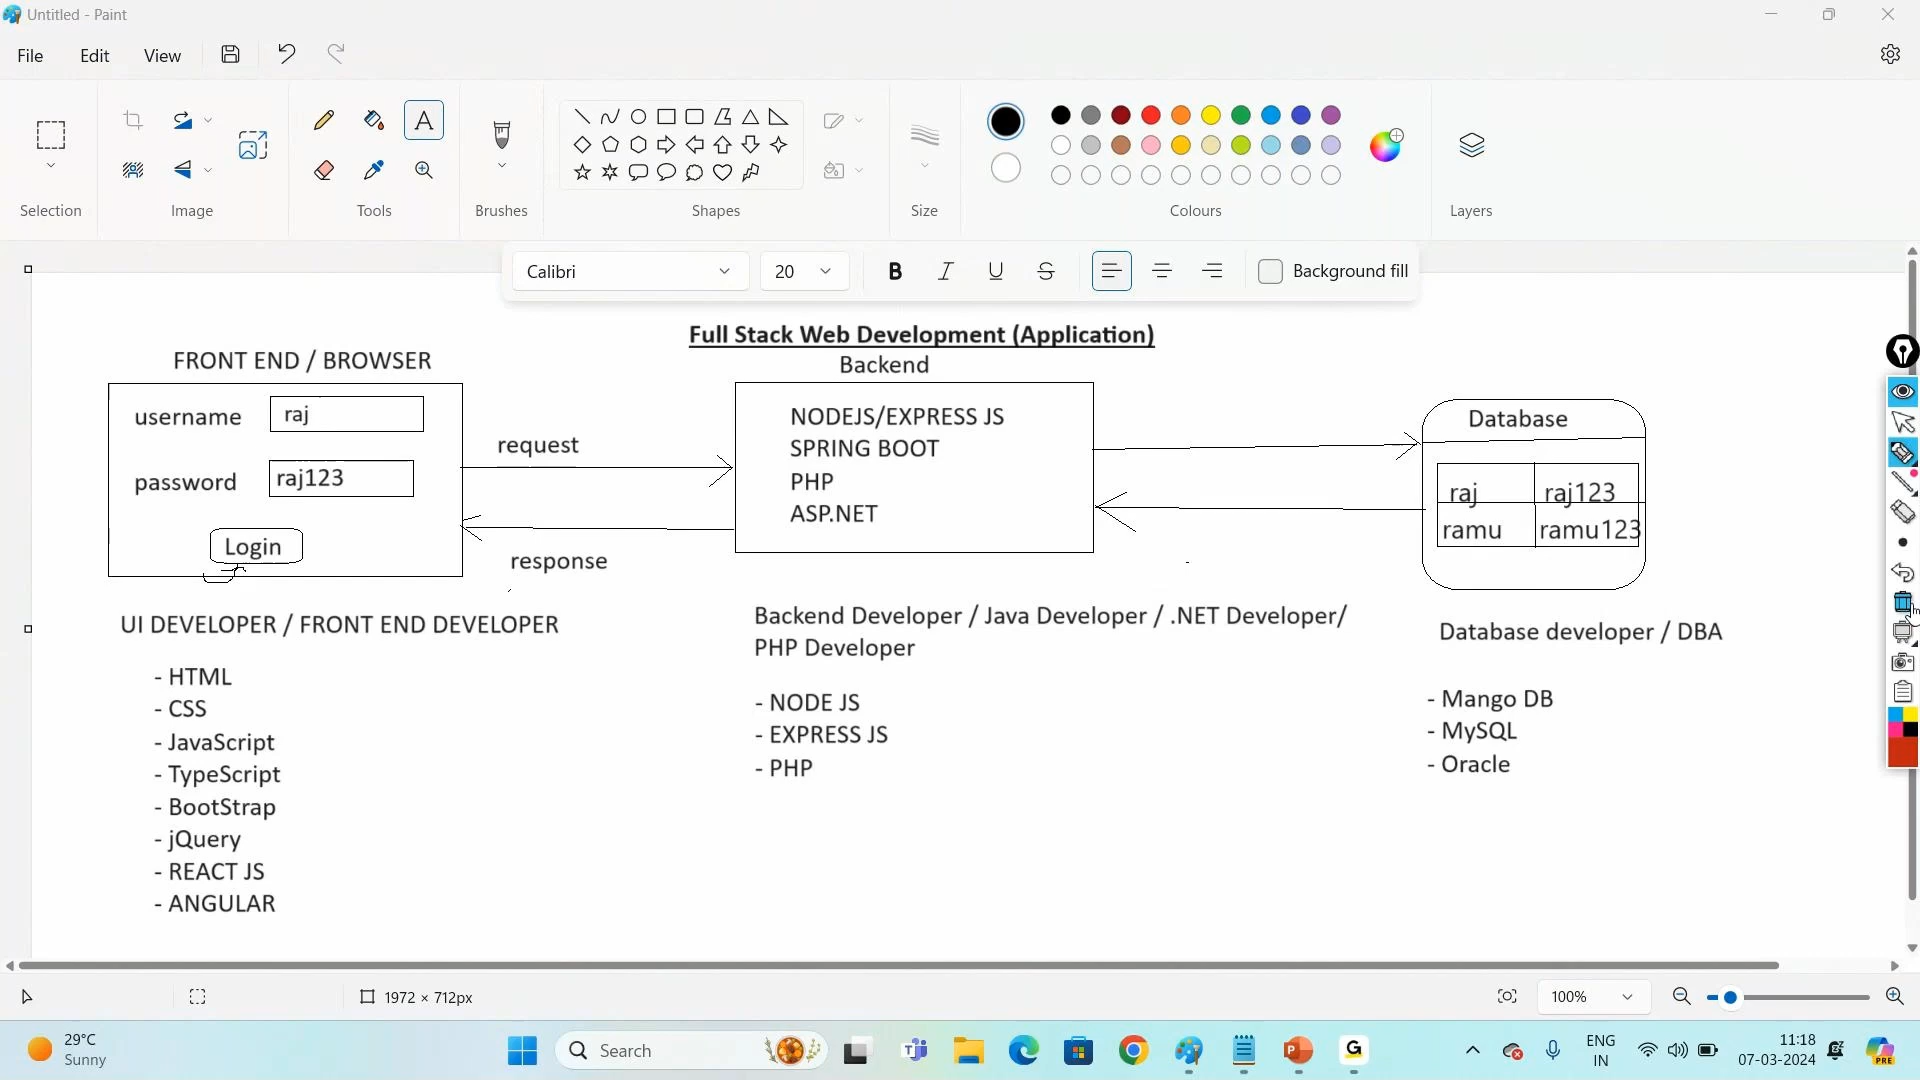 Untitled - Paint
File Edit View
Selection Image Tools Brushes Shapes Size Colours Layers
Calibri 20 B I U S Background fill
Full Stack Web Development (Application)
FRONT END / BROWSER
Backend
username raj
password raj123
Login
request
response
NODEJS/EXPRESS JS
SPRING BOOT
PHP
ASP.NET
Database
raj raj123
ramu ramu123
UI DEVELOPER / FRONT END DEVELOPER
- HTML
- CSS
- JavaScript
- TypeScript
- BootStrap
- jQuery
- REACT JS
- ANGULAR
Backend Developer / Java Developer / .NET Developer/
PHP Developer
- NODE JS
- EXPRESS JS
- PHP
Database developer / DBA
- Mango DB
- MySQL
- Oracle
1972 × 712px 100%
29°C
Sunny
Search
ENG
IN
11:18
07-03-2024
PRE